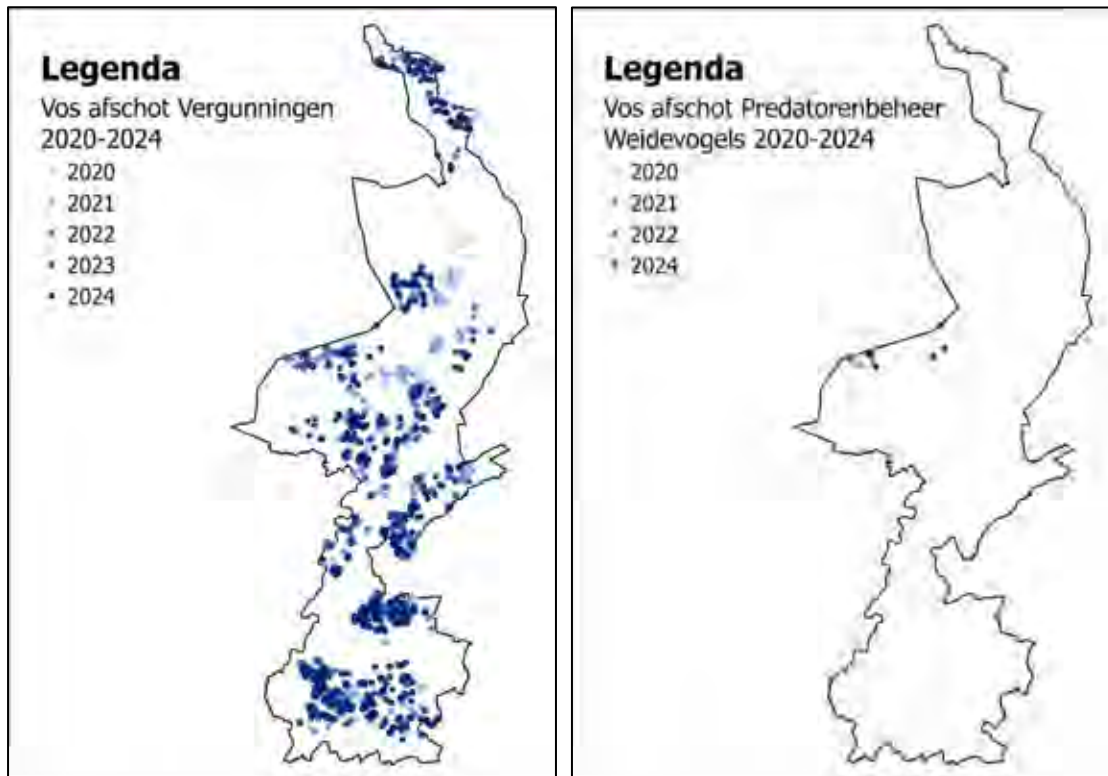 Legenda
Vos afschot Vergunningen
2020-2024
2020
2021
2022
2023
2024
Legenda
Vos afschot Predatorenbeheer
Weidevogels 2020-2024
2020
2021
2022
2024